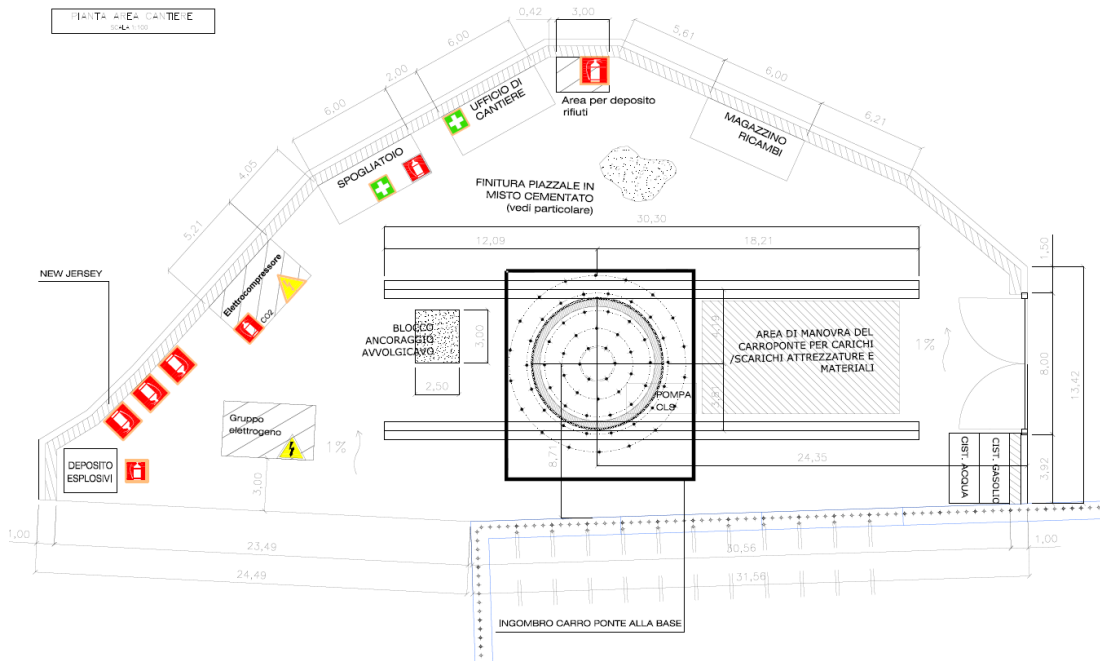 PIANTA AREA CANTIERE
SCALA 1:100
0,42
3,00
5,61
6,00
2,00
6,00
6,00
6,21
4,05
5,21
UFFICIO DI
CANTIERE
Area per deposito
rifiuti
MAGAZZINO
RICAMBI
SPOGLIATOIO
FINITURA PIAZZALE IN
MISTO CEMENTATO
(vedi particolare)
30,30
12,09
18,21
1,50
NEW JERSEY
Elettrocompressore
CO2
BLOCCO
ANCORAGGIO
AVVOLGICAVO
3,00
2,50
AREA DI MANOVRA DEL
CARROPONTE PER CARICHI
/SCARICHI ATTREZZATURE E
MATERIALI
1%
8,00
13,42
POMPA
CLS
Gruppo
elettrogeno
1%
8,71
24,35
3,92
CIST. ACQUA
CIST. GASOLIO
DEPOSITO
ESPLOSIVI
3,00
1,00
23,49
30,56
1,00
24,49
31,56
INGOMBRO CARRO PONTE ALLA BASE